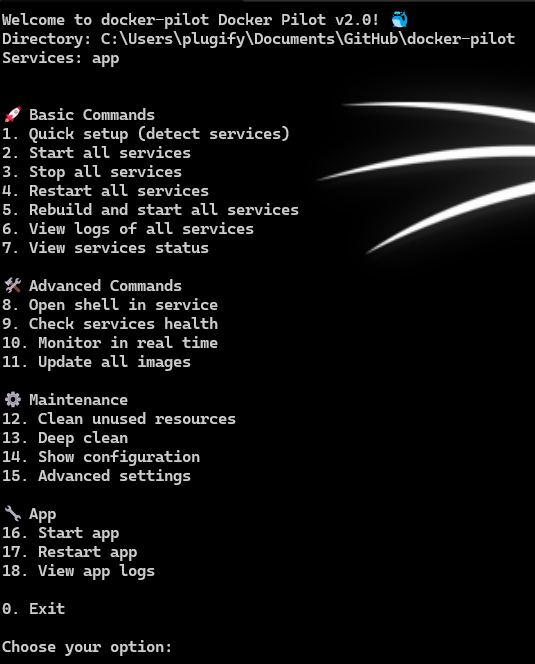 Welcome to docker-pilot Docker Pilot v2.0! 🐳
Directory: C:\Users\plugify\Documents\GitHub\docker-pilot
Services: app
🚀 Basic Commands
1. Quick setup (detect services)
2. Start all services
3. Stop all services
4. Restart all services
5. Rebuild and start all services
6. View logs of all services
7. View services status
🛠️ Advanced Commands
8. Open shell in service
9. Check services health
10. Monitor in real time
11. Update all images
⚙️ Maintenance
12. Clean unused resources
13. Deep clean
14. Show configuration
15. Advanced settings
🔧 App
16. Start app
17. Restart app
18. View app logs
0. Exit
Choose your option: